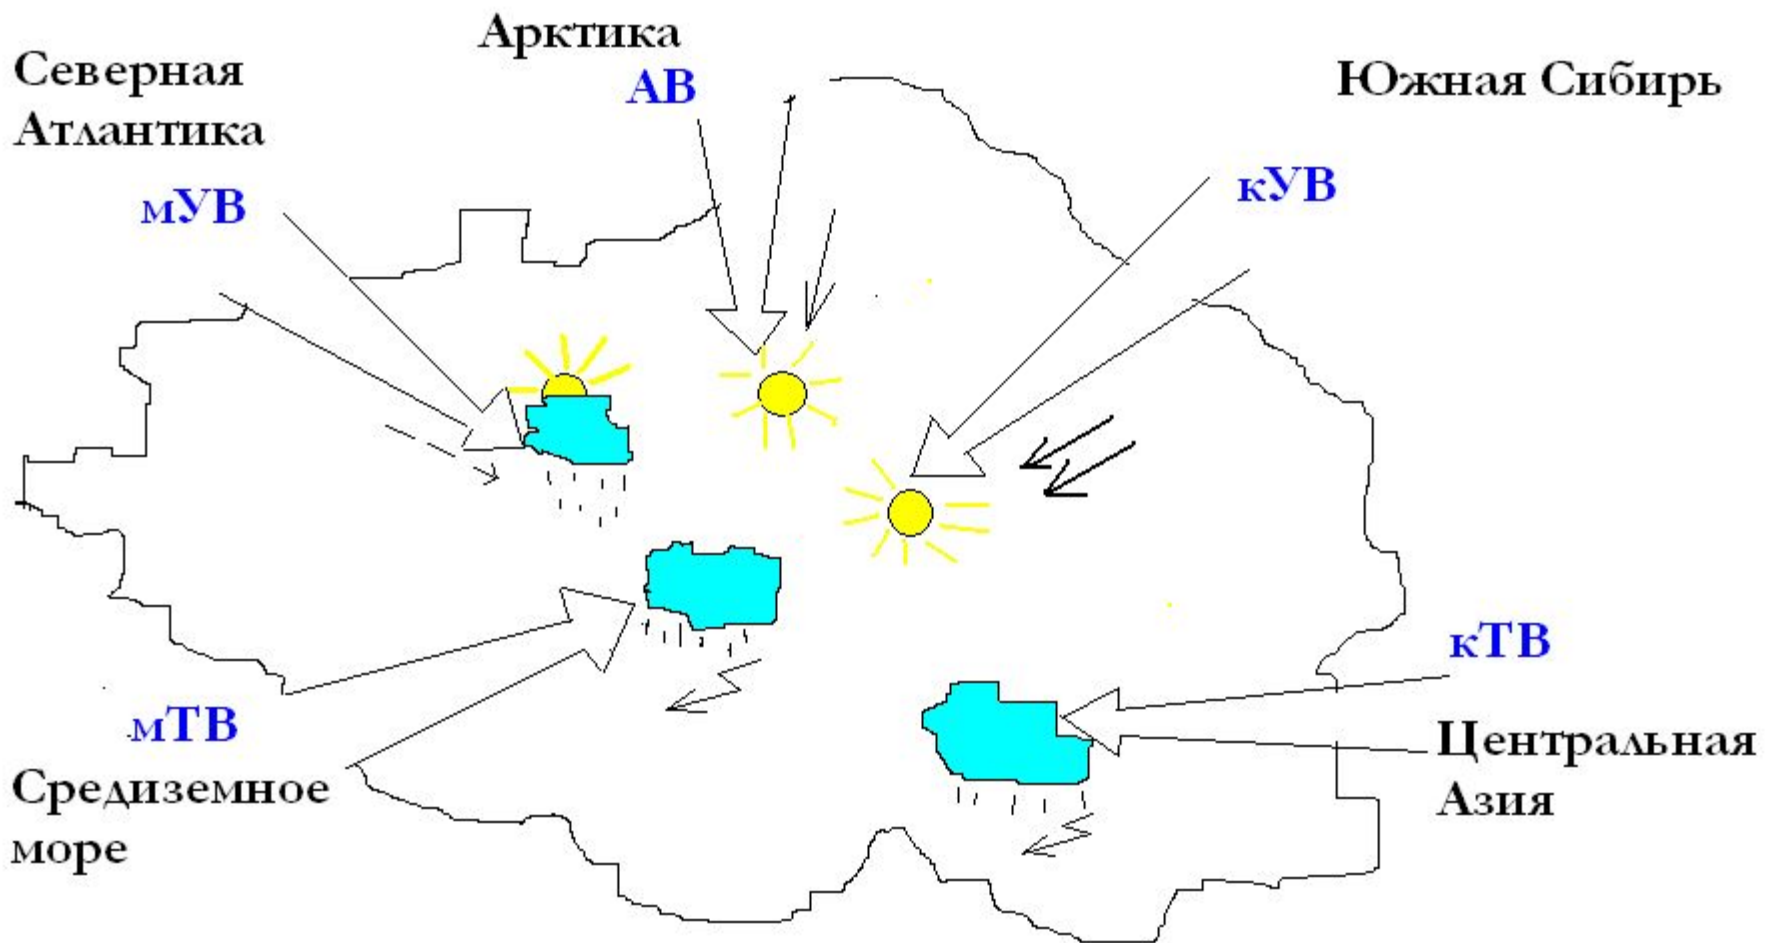 Арктика
АВ
Северная
Атлантика
мУВ
Южная Сибирь
кУВ
кТВ
Центральная
Азия
мТВ
Средиземное
море